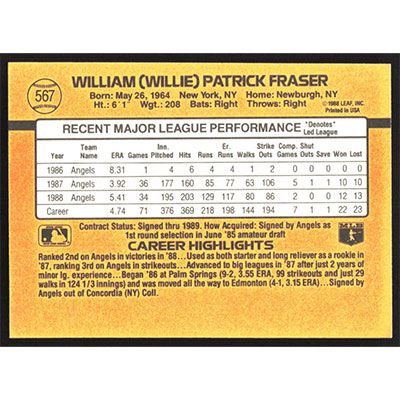 567
WILLIAM (WILLIE) PATRICK FRASER
Born: May 26, 1964 New York, NY Home: Newburgh, NY
Ht.: 6' 1" Wgt.: 208 Bats: Right Throws: Right
©1988 LEAF, INC.
Printed in USA
RECENT MAJOR LEAGUE PERFORMANCE "Denotes" Led League
Year Team Name ERA Games Inn. Pitched Hits Runs Er. Runs Walks Strike Outs Comp. Games Shut Outs Save Won Lost
1986 Angels 8.31 1 4 6 4 4 1 2 0 0 0 0 0
1987 Angels 3.92 36 177 160 85 77 63 106 5 1 1 10 10
1988 Angels 5.41 34 195 203 129 117 80 86 2 0 0 12 13
Career 4.74 71 376 369 218 198 144 194 7 1 1 22 23
Contract Status: Signed thru 1989. How Acquired: Signed by Angels as
1st round selection in June '85 amateur draft
MLB
CAREER HIGHLIGHTS
Ranked 2nd on Angels in victories in '88...Used as both starter and long reliever as a rookie in
'87, ranking 3rd on Angels in strikeouts...Advanced to big leagues in '87 after just 2 years of
minor lg. experience...Began '86 at Palm Springs (9-2, 3.55 ERA, 99 strikeouts and just 29
walks in 124 1/3 innings) and was moved all the way to Edmonton (4-1, 3.15 ERA)...Signed by
Angels out of Concordia (NY) Coll.